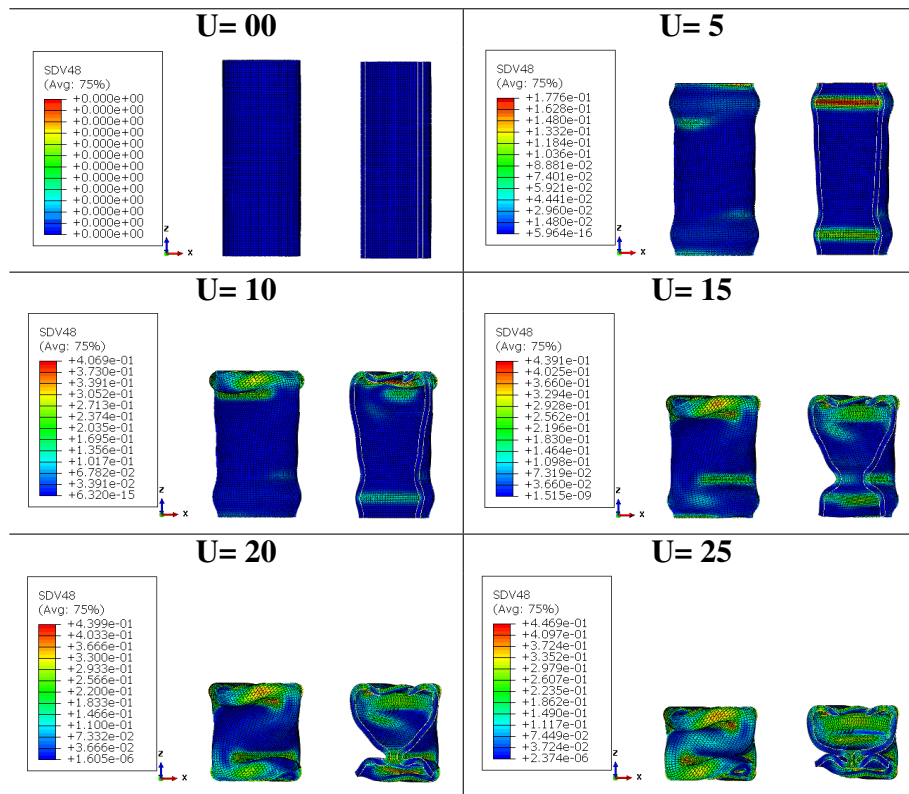 U= 00
SDV48
(Avg: 75%)
+0.000e+00
+0.000e+00
+0.000e+00
+0.000e+00
+0.000e+00
+0.000e+00
+0.000e+00
+0.000e+00
+0.000e+00
+0.000e+00
+0.000e+00
+0.000e+00
+0.000e+00
z
x
U= 5
SDV48
(Avg: 75%)
+1.776e-01
+1.628e-01
+1.480e-01
+1.332e-01
+1.184e-01
+1.036e-01
+8.881e-02
+7.401e-02
+5.921e-02
+4.441e-02
+2.960e-02
+1.480e-02
+5.964e-16
z
x
U= 10
SDV48
(Avg: 75%)
+4.069e-01
+3.730e-01
+3.391e-01
+3.052e-01
+2.713e-01
+2.374e-01
+2.035e-01
+1.695e-01
+1.356e-01
+1.017e-01
+6.782e-02
+3.391e-02
+6.320e-15
z
x
U= 15
SDV48
(Avg: 75%)
+4.391e-01
+4.025e-01
+3.660e-01
+3.294e-01
+2.928e-01
+2.562e-01
+2.196e-01
+1.830e-01
+1.464e-01
+1.098e-01
+7.319e-02
+3.660e-02
+1.515e-09
z
x
U= 20
SDV48
(Avg: 75%)
+4.399e-01
+4.033e-01
+3.666e-01
+3.300e-01
+2.933e-01
+2.566e-01
+2.200e-01
+1.833e-01
+1.466e-01
+1.100e-01
+7.332e-02
+3.666e-02
+1.605e-06
z
x
U= 25
SDV48
(Avg: 75%)
+4.469e-01
+4.097e-01
+3.724e-01
+3.352e-01
+2.979e-01
+2.607e-01
+2.235e-01
+1.862e-01
+1.490e-01
+1.117e-01
+7.449e-02
+3.724e-02
+2.374e-06
z
x